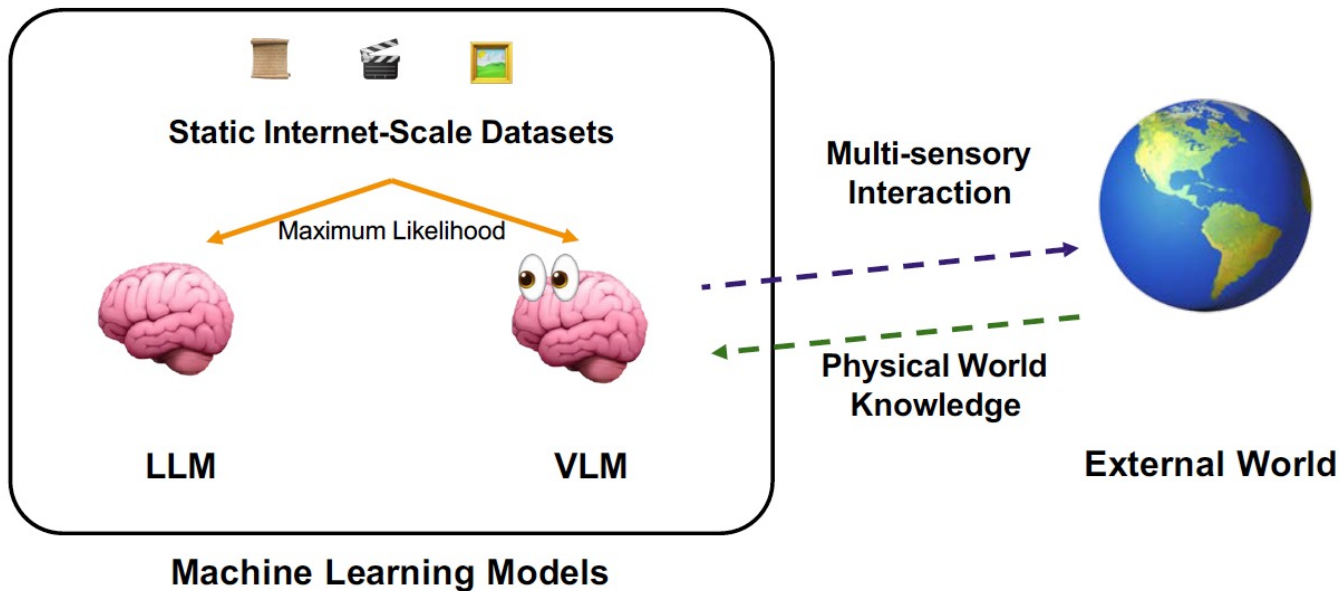 Static Internet-Scale Datasets
Maximum Likelihood
LLM
VLM
Machine Learning Models
Multi-sensory
Interaction
Physical World
Knowledge
External World